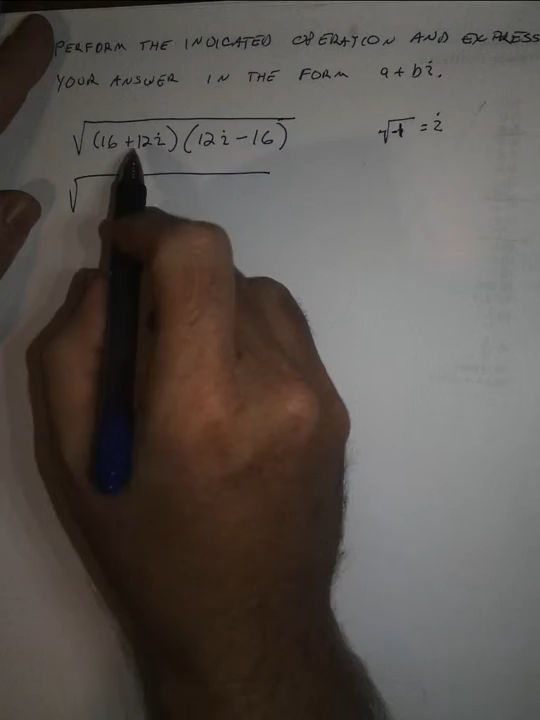 PERFORM THE INDICATED OPERATION AND EXPRESS
YOUR ANSWER IN THE FORM a + bi.
√(16 + 12i)(12i - 16) √-1 = i
√